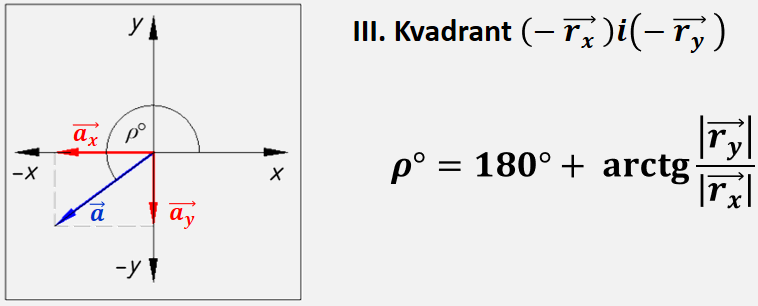 III. Kvadrant (− r⃗ₓ)i(− r⃗ᵧ)
y
a⃗ₓ
ρ°
−x
x
a⃗
a⃗ᵧ
−y
ρ° = 180° + arctg |r⃗ᵧ| / |r⃗ₓ|